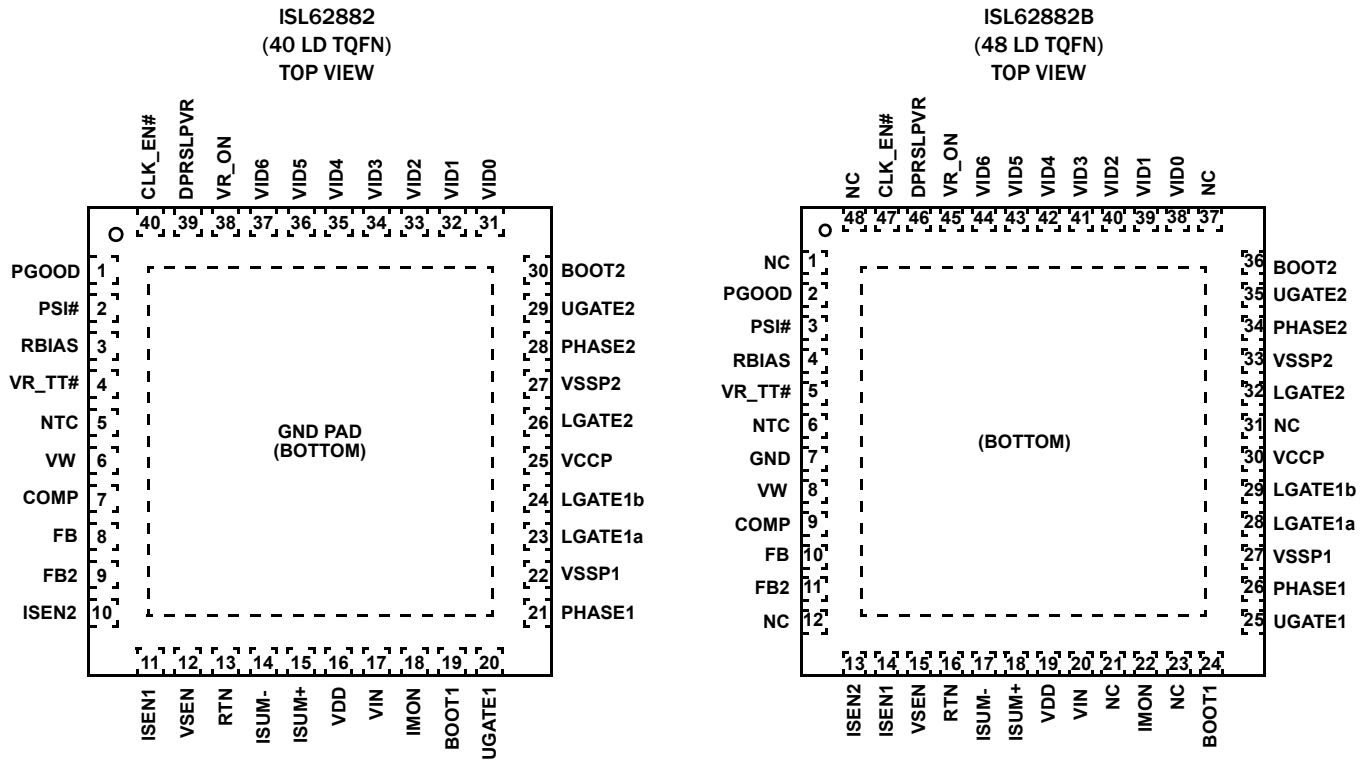 ISL62882
(40 LD TQFN)
TOP VIEW
CLK_EN#
DPRSLPVR
VR_ON
VID6
VID5
VID4
VID3
VID2
VID1
VID0
40 39 38 37 36 35 34 33 32 31
PGOOD 1
PSI# 2
RBIAS 3
VR_TT# 4
NTC 5
VW 6
COMP 7
FB 8
FB2 9
ISEN2 10
GND PAD
(BOTTOM)
30 BOOT2
29 UGATE2
28 PHASE2
27 VSSP2
26 LGATE2
25 VCCP
24 LGATE1b
23 LGATE1a
22 VSSP1
21 PHASE1
11 12 13 14 15 16 17 18 19 20
ISEN1
VSEN
RTN
ISUM-
ISUM+
VDD
VIN
IMON
BOOT1
UGATE1
ISL62882B
(48 LD TQFN)
TOP VIEW
NC
CLK_EN#
DPRSLPVR
VR_ON
VID6
VID5
VID4
VID3
VID2
VID1
VID0
NC
48 47 46 45 44 43 42 41 40 39 38 37
NC 1
PGOOD 2
PSI# 3
RBIAS 4
VR_TT# 5
NTC 6
GND 7
VW 8
COMP 9
FB 10
FB2 11
NC 12
(BOTTOM)
36 BOOT2
35 UGATE2
34 PHASE2
33 VSSP2
32 LGATE2
31 NC
30 VCCP
29 LGATE1b
28 LGATE1a
27 VSSP1
26 PHASE1
25 UGATE1
13 14 15 16 17 18 19 20 21 22 23 24
ISEN2
ISEN1
VSEN
RTN
ISUM-
ISUM+
VDD
VIN
NC
IMON
NC
BOOT1